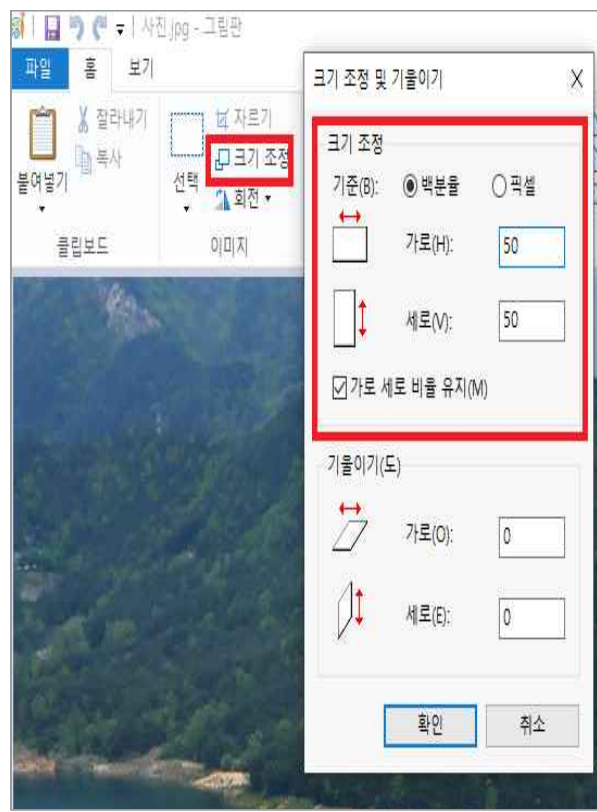 사진.jpg - 그림판
파일 홈 보기
붙여넣기
잘라내기
복사
클립보드
선택
자르기
크기 조정
회전
이미지
크기 조정 및 기울이기
크기 조정
기준(B): 백분율 픽셀
가로(H): 50
세로(V): 50
가로 세로 비율 유지(M)
기울이기(도)
가로(O): 0
세로(E): 0
확인 취소